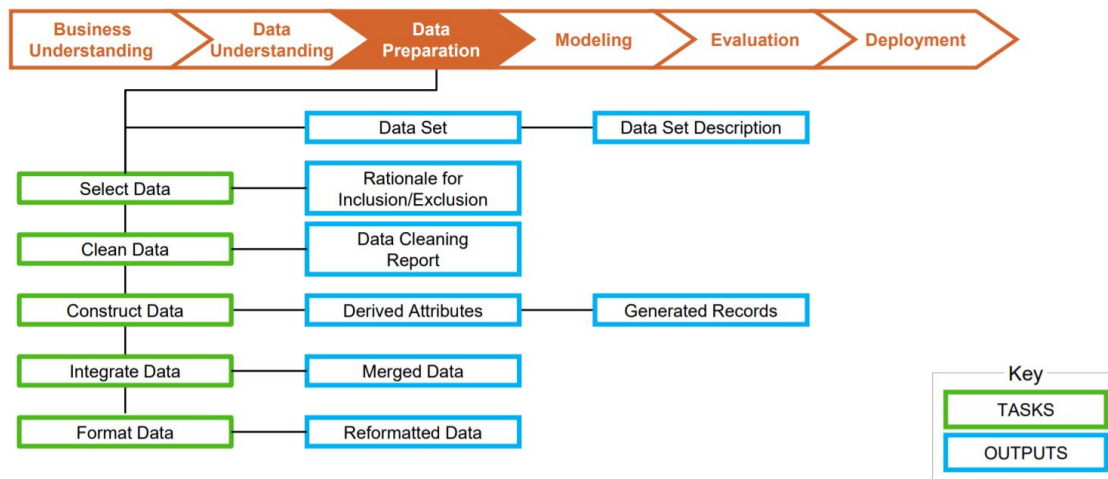 Business
Understanding
Data
Understanding
Data
Preparation
Modeling
Evaluation
Deployment
Data Set
Data Set Description
Select Data
Rationale for
Inclusion/Exclusion
Clean Data
Data Cleaning
Report
Construct Data
Derived Attributes
Generated Records
Integrate Data
Merged Data
Format Data
Reformatted Data
Key
TASKS
OUTPUTS